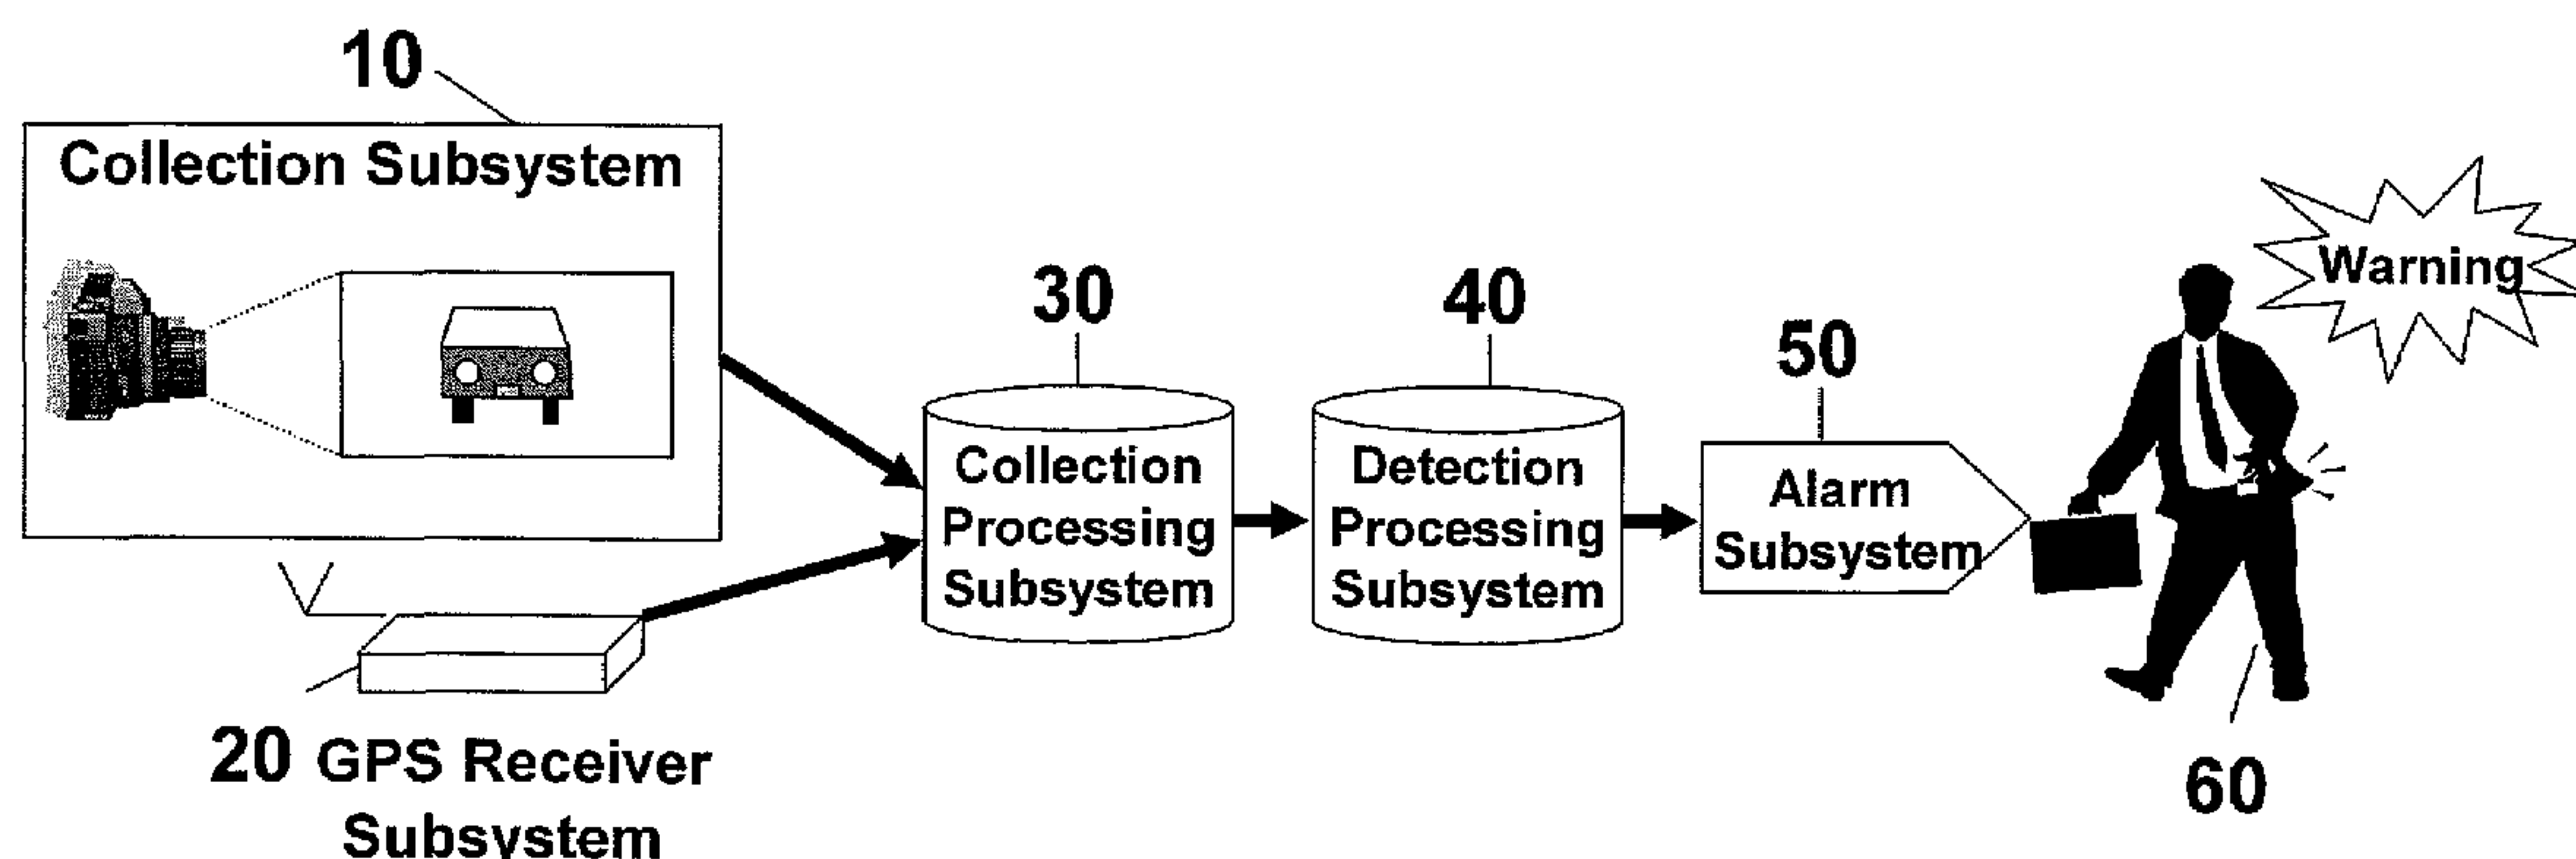 10
Collection Subsystem
30
40
50
Warning
Collection
Processing
Subsystem
Detection
Processing
Subsystem
Alarm
Subsystem
20 GPS Receiver
Subsystem
60